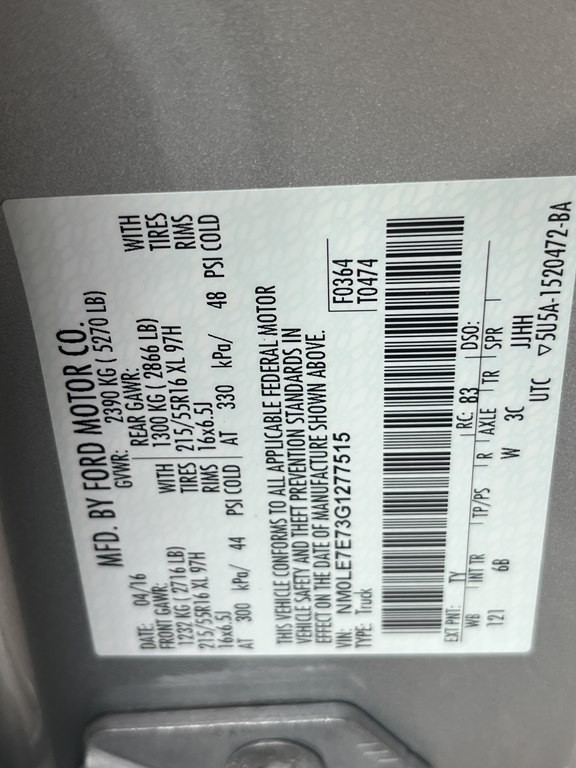 MFD. BY FORD MOTOR CO.
DATE: 04/16 GVWR: 2390 KG ( 5270 LB)
FRONT GAWR: REAR GAWR:
1232 KG (2716 LB) WITH 1300 KG ( 2866 LB) WITH
215/55R16 XL 97H TIRES 215/55R16 XL 97H TIRES
16x6.5J RIMS 16x6.5J RIMS
AT 300 kPa/ 44 PSI COLD AT 330 kPa/ 48 PSI COLD
THIS VEHICLE CONFORMS TO ALL APPLICABLE FEDERAL MOTOR
VEHICLE SAFETY AND THEFT PREVENTION STANDARDS IN
EFFECT ON THE DATE OF MANUFACTURE SHOWN ABOVE.
VIN: NM0LE7E73G1277515 F0364
TYPE: Truck T0474
EXT PNT: TY RC: B3 DSO:
WB INT TR TP/PS R AXLE TR SPR
121 6B W 3C JJHH
UTC ▽5U5A-1520472-BA